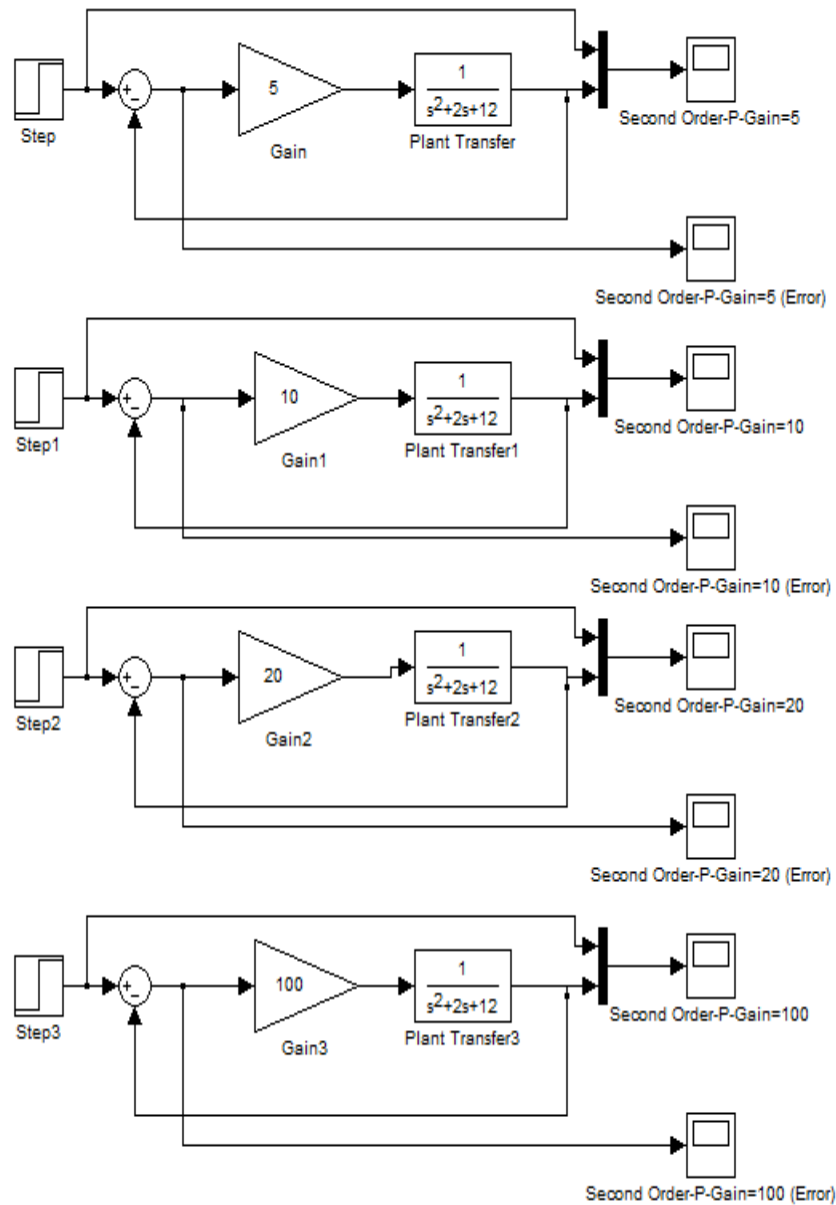 Step
+
-
5
Gain
1
s²+2s+12
Plant Transfer
Second Order-P-Gain=5
Second Order-P-Gain=5 (Error)
Step1
+
-
10
Gain1
1
s²+2s+12
Plant Transfer1
Second Order-P-Gain=10
Second Order-P-Gain=10 (Error)
Step2
+
-
20
Gain2
1
s²+2s+12
Plant Transfer2
Second Order-P-Gain=20
Second Order-P-Gain=20 (Error)
Step3
+
-
100
Gain3
1
s²+2s+12
Plant Transfer3
Second Order-P-Gain=100
Second Order-P-Gain=100 (Error)